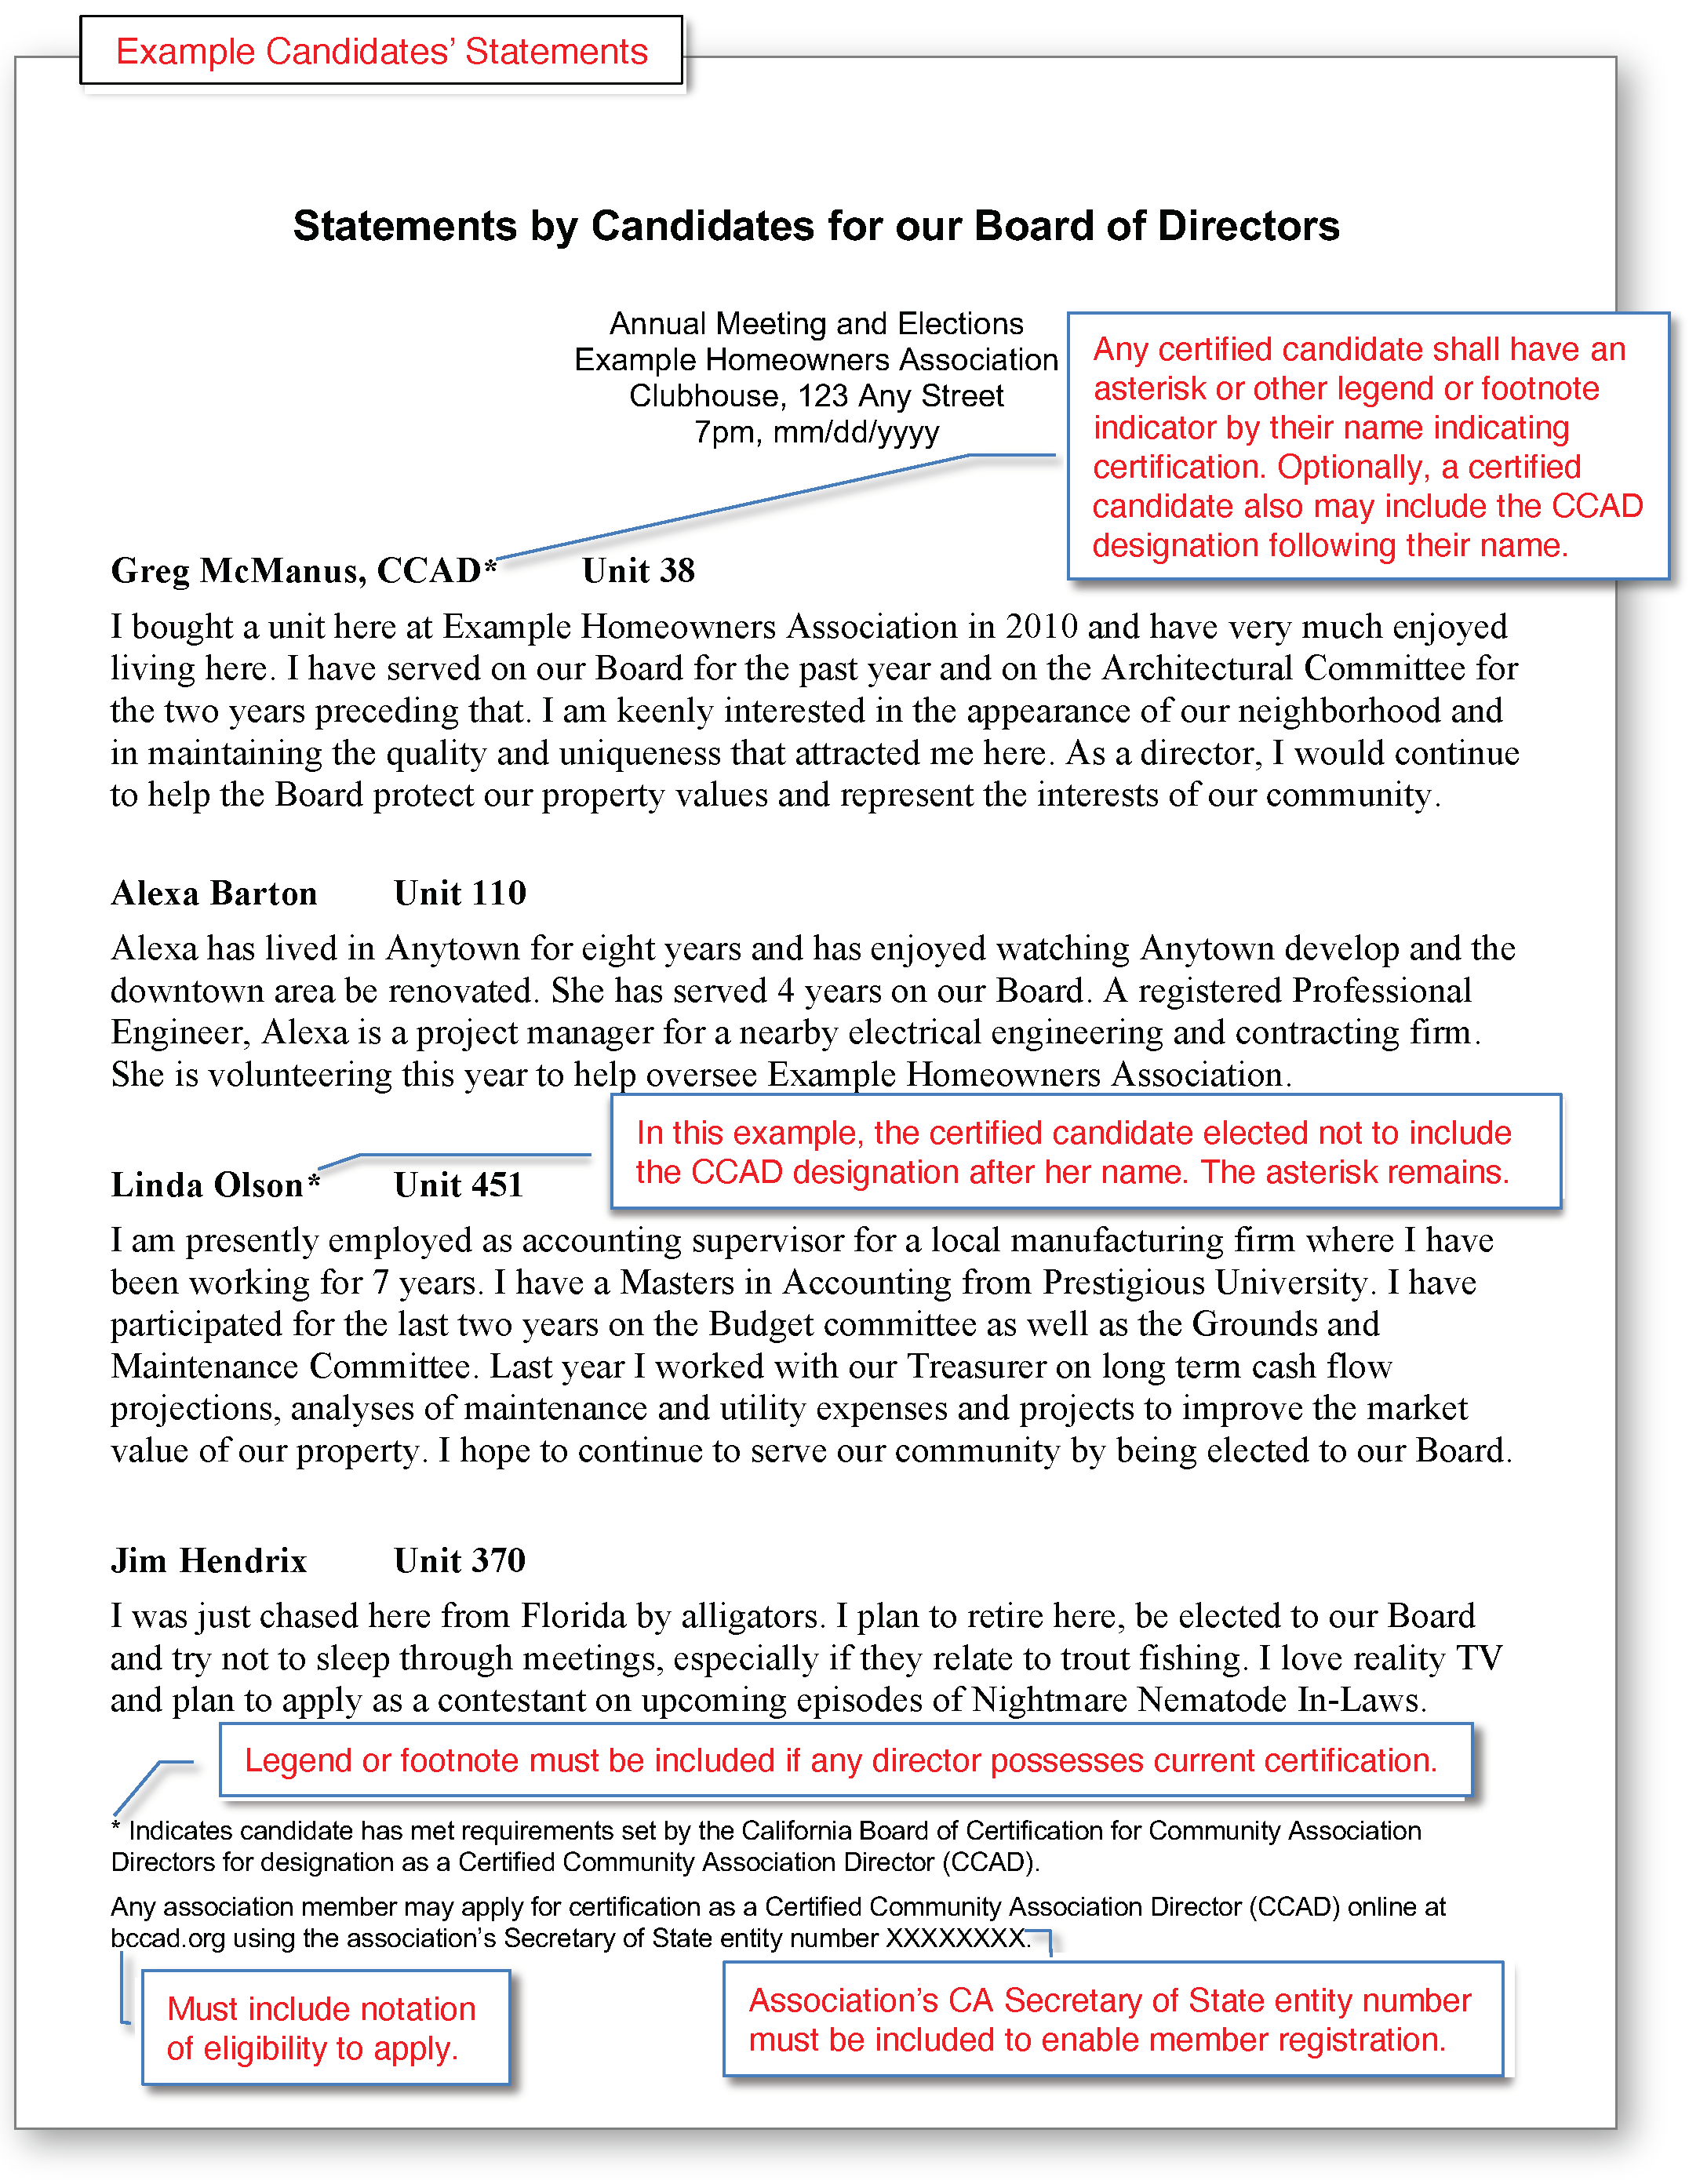 Example Candidates’ Statements
Statements by Candidates for our Board of Directors
Annual Meeting and Elections
Example Homeowners Association
Clubhouse, 123 Any Street
7pm, mm/dd/yyyy
Any certified candidate shall have an
asterisk or other legend or footnote
indicator by their name indicating
certification. Optionally, a certified
candidate also may include the CCAD
designation following their name.
Greg McManus, CCAD* Unit 38
I bought a unit here at Example Homeowners Association in 2010 and have very much enjoyed
living here. I have served on our Board for the past year and on the Architectural Committee for
the two years preceding that. I am keenly interested in the appearance of our neighborhood and
in maintaining the quality and uniqueness that attracted me here. As a director, I would continue
to help the Board protect our property values and represent the interests of our community.
Alexa Barton Unit 110
Alexa has lived in Anytown for eight years and has enjoyed watching Anytown develop and the
downtown area be renovated. She has served 4 years on our Board. A registered Professional
Engineer, Alexa is a project manager for a nearby electrical engineering and contracting firm.
She is volunteering this year to help oversee Example Homeowners Association.
In this example, the certified candidate elected not to include
the CCAD designation after her name. The asterisk remains.
Linda Olson* Unit 451
I am presently employed as accounting supervisor for a local manufacturing firm where I have
been working for 7 years. I have a Masters in Accounting from Prestigious University. I have
participated for the last two years on the Budget committee as well as the Grounds and
Maintenance Committee. Last year I worked with our Treasurer on long term cash flow
projections, analyses of maintenance and utility expenses and projects to improve the market
value of our property. I hope to continue to serve our community by being elected to our Board.
Jim Hendrix Unit 370
I was just chased here from Florida by alligators. I plan to retire here, be elected to our Board
and try not to sleep through meetings, especially if they relate to trout fishing. I love reality TV
and plan to apply as a contestant on upcoming episodes of Nightmare Nematode In-Laws.
Legend or footnote must be included if any director possesses current certification.
* Indicates candidate has met requirements set by the California Board of Certification for Community Association
Directors for designation as a Certified Community Association Director (CCAD).
Any association member may apply for certification as a Certified Community Association Director (CCAD) online at
bccad.org using the association’s Secretary of State entity number XXXXXXXX.
Must include notation
of eligibility to apply.
Association’s CA Secretary of State entity number
must be included to enable member registration.